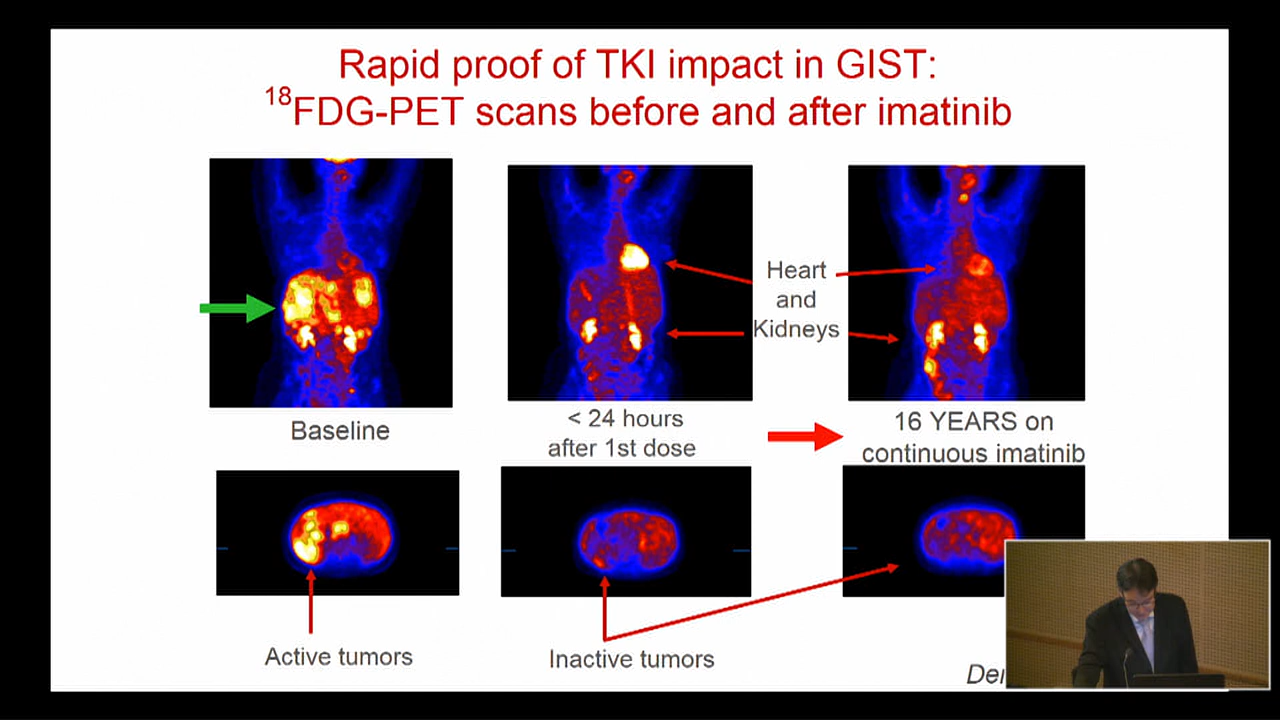 Rapid proof of TKI impact in GIST:
18FDG-PET scans before and after imatinib
Heart
and
Kidneys
Baseline
< 24 hours
after 1st dose
16 YEARS on
continuous imatinib
Active tumors
Inactive tumors